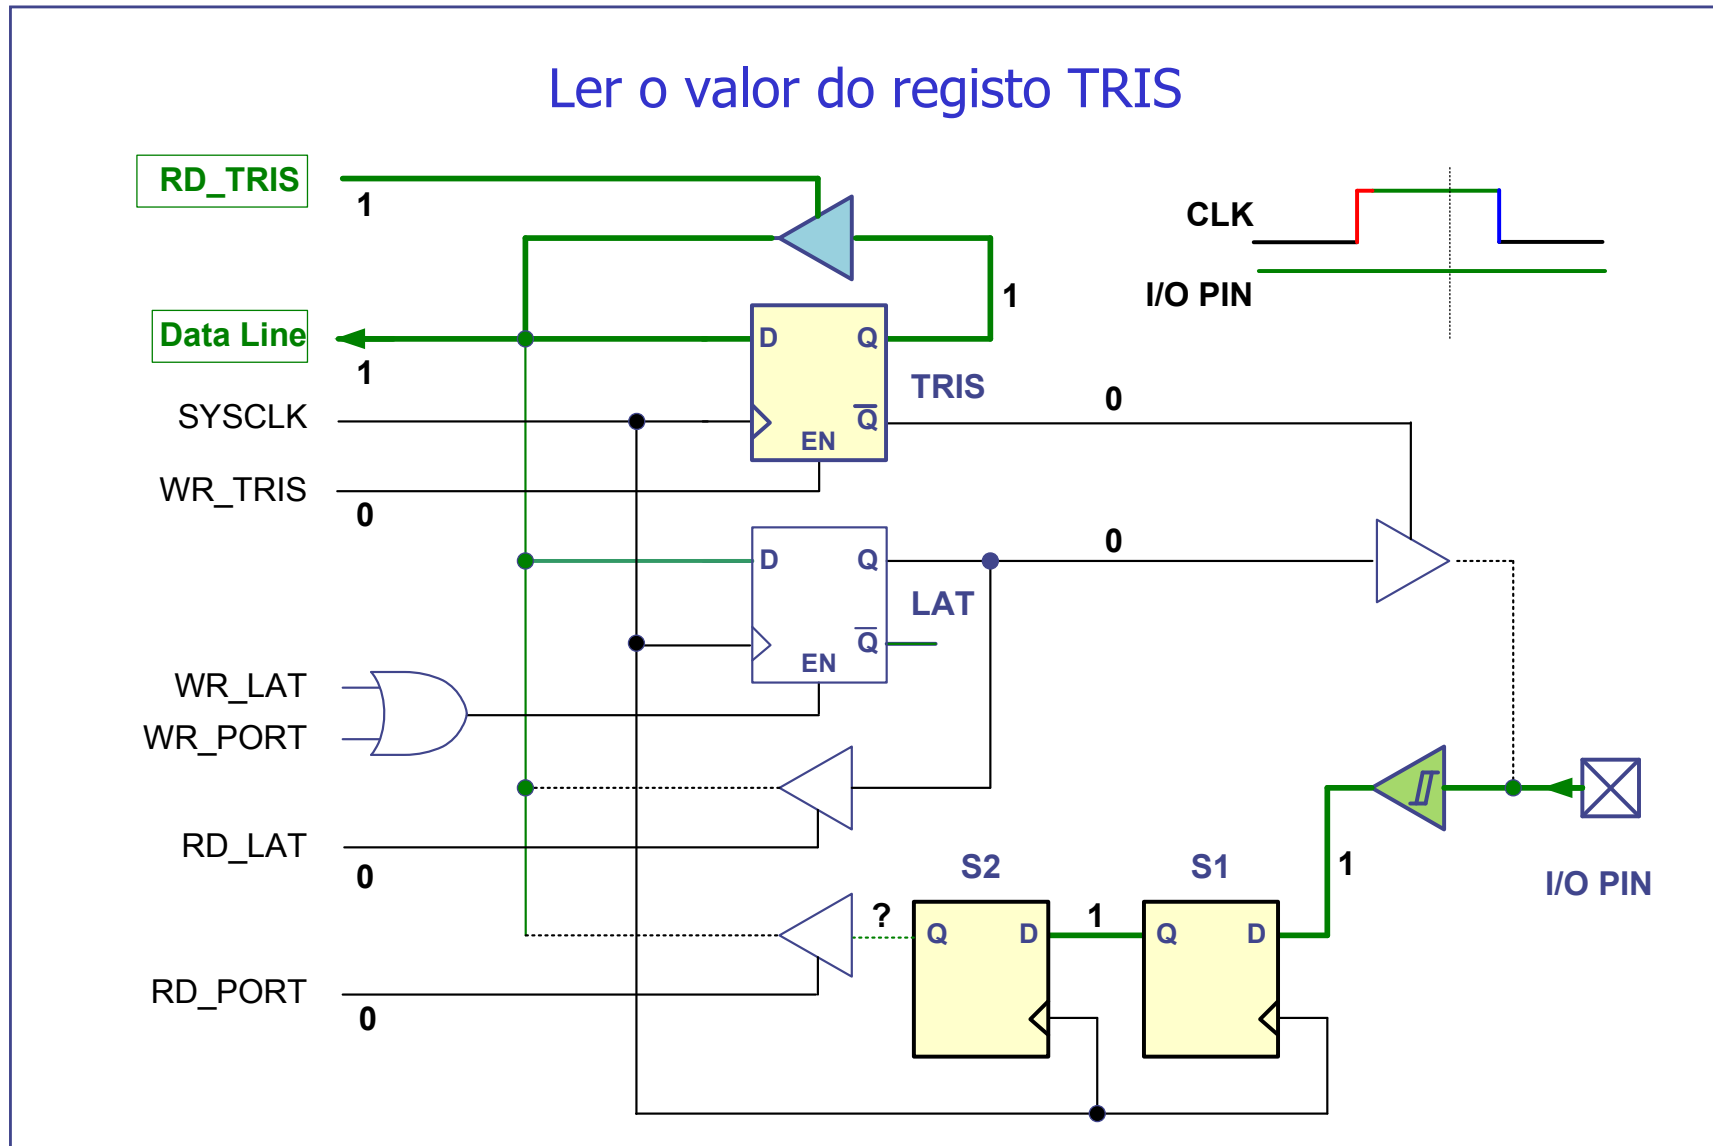 Ler o valor do registo TRIS
RD_TRIS
1
CLK
I/O PIN
1
Data Line
1
D
Q
TRIS
SYSCLK
Q
EN
0
WR_TRIS
0
D
Q
0
LAT
Q
EN
WR_LAT
WR_PORT
RD_LAT
0
S2
S1
1
I/O PIN
?
Q
D
1
Q
D
RD_PORT
0